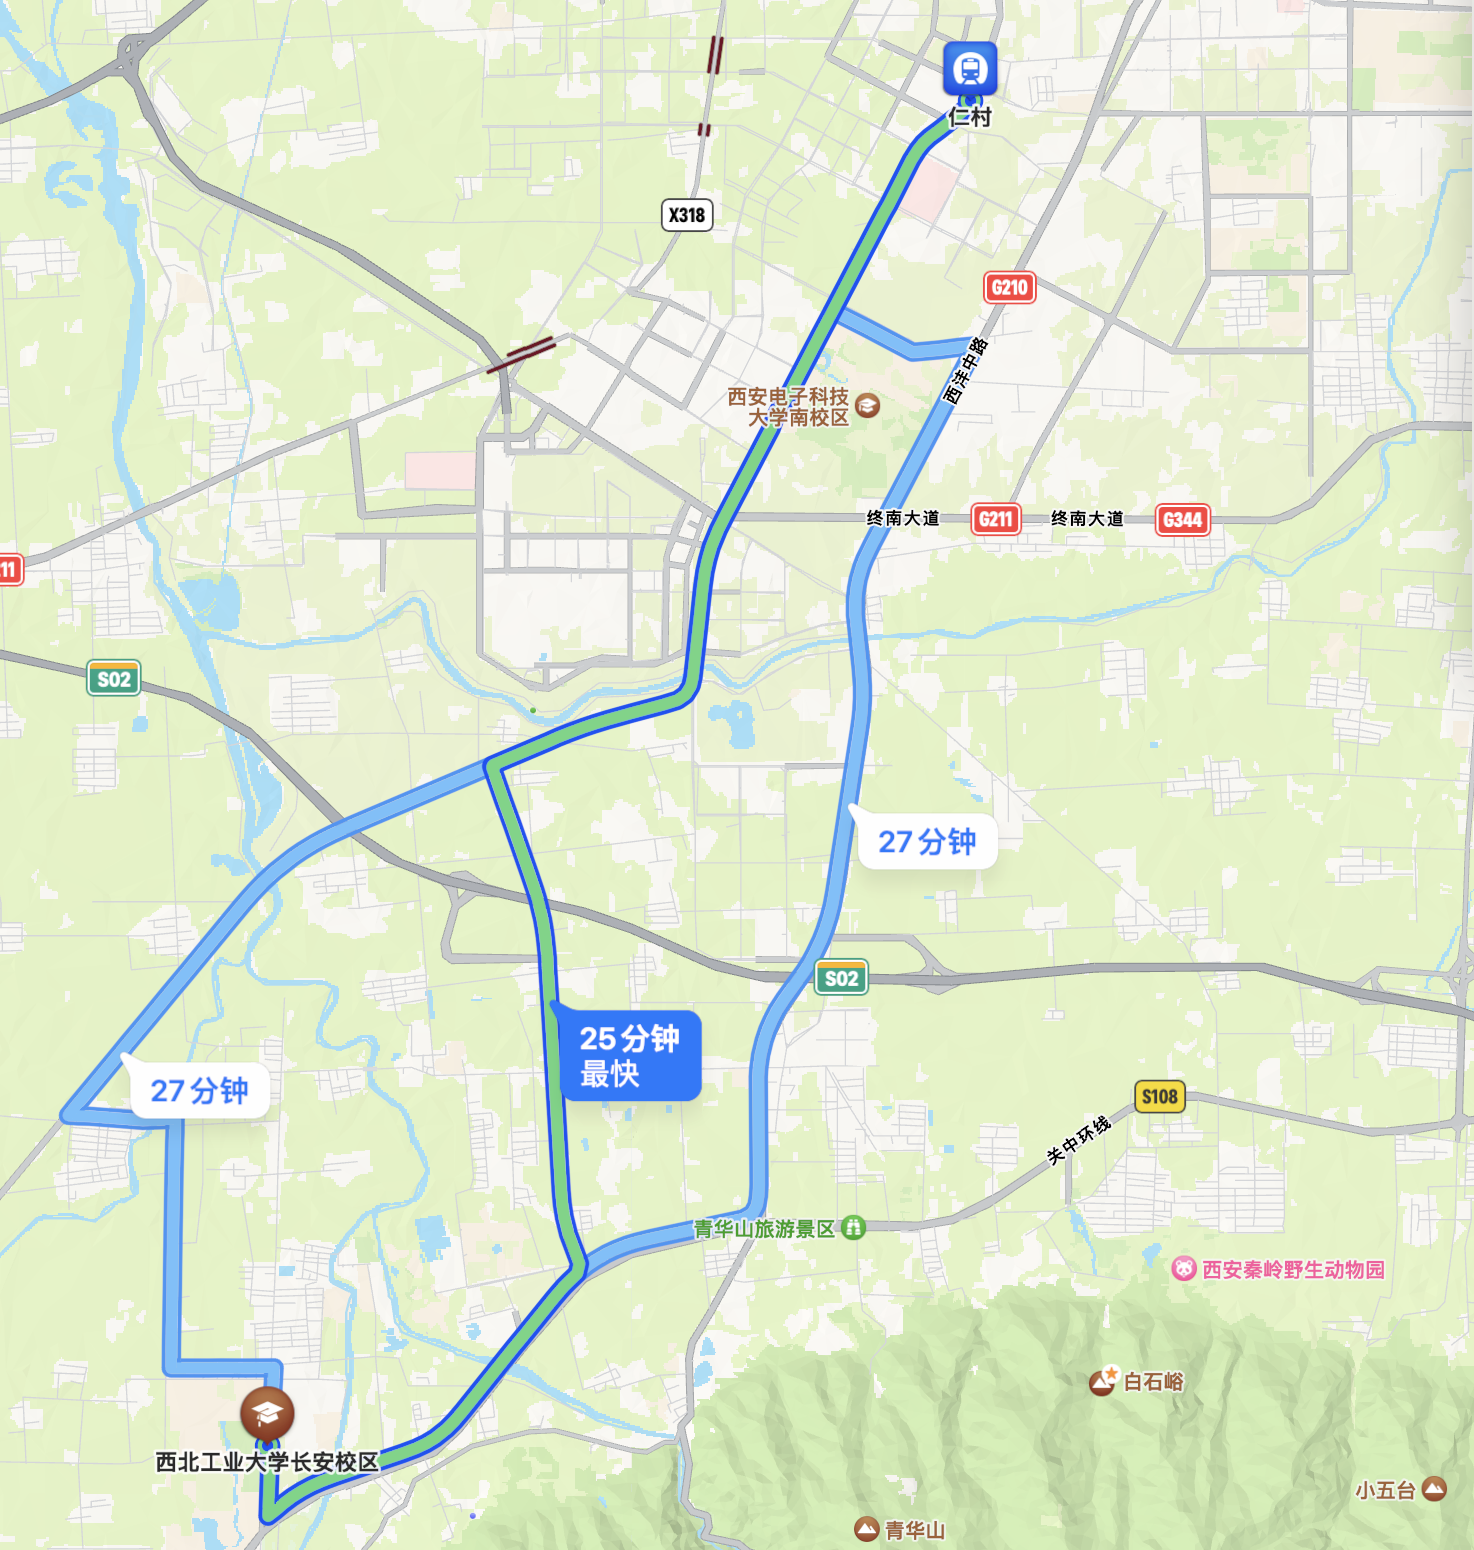 仁村
X318
G210
西沣中路
西安电子科技
大学南校区
终南大道
G211
终南大道
G344
11
S02
27分钟
S02
25分钟
最快
27分钟
S108
关中环线
青华山旅游景区
西安秦岭野生动物园
白石峪
西北工业大学长安校区
小五台
青华山